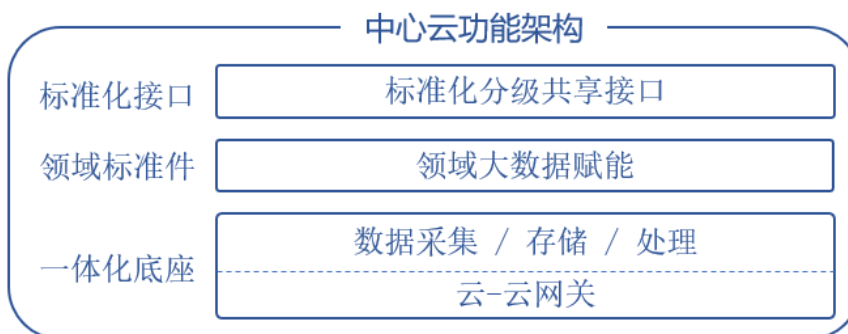 中心云功能架构
标准化接口
标准化分级共享接口
领域标准件
领域大数据赋能
一体化底座
数据采集 / 存储 / 处理
云-云网关